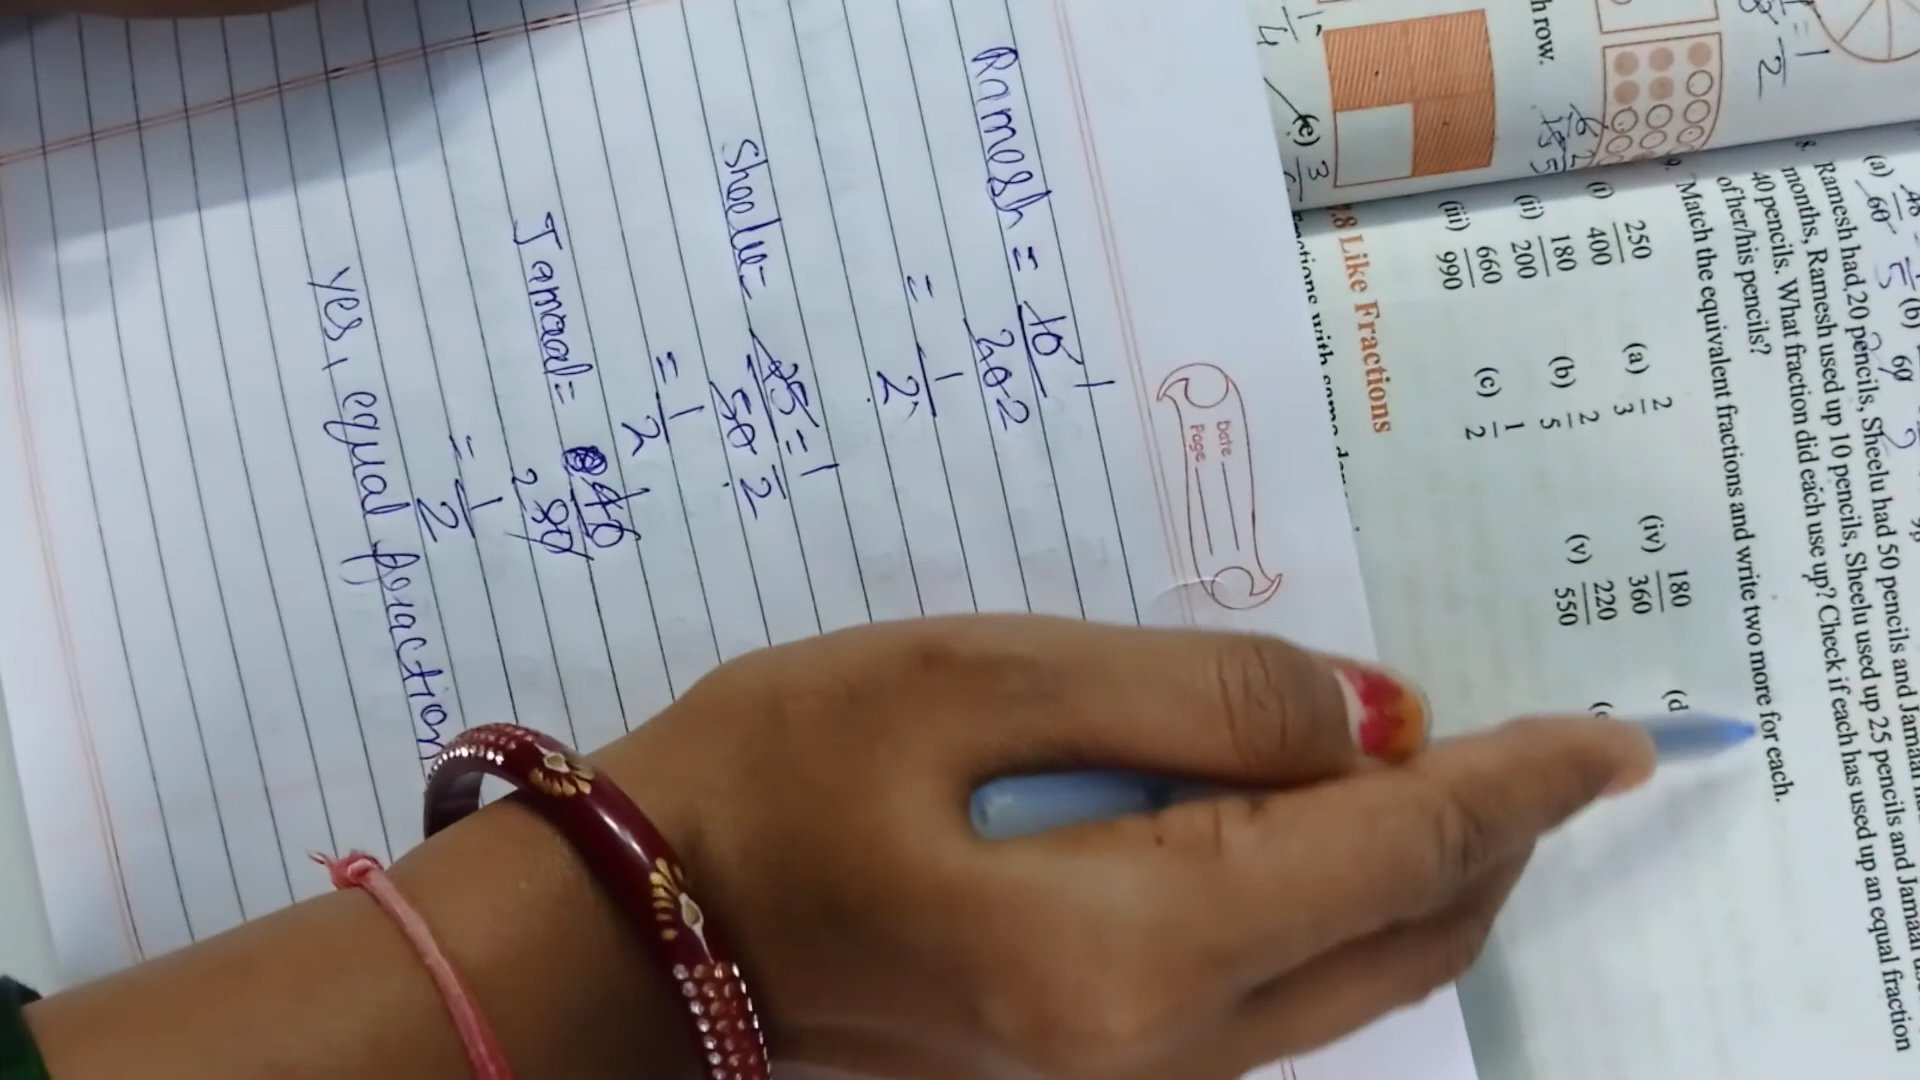 Ramesh = 10/20 1 2
= 1/2
Sheelu = 25/50 = 1/2
= 1/2
Jamaal = 40/80 2
= 1/2
Yes, equal fraction
Date
Page
(a)
(b)
Ramesh had 20 pencils, Sheelu had 50 pencils and Jamaal
months, Ramesh used up 10 pencils, Sheelu used up 25 pencils and Jamaal
40 pencils. What fraction did each use up? Check if each has used up an equal fraction
of her/his pencils?
9. Match the equivalent fractions and write two more for each.
(i) 250/400 (a) 2/3 (iv) 180/360 (d
(ii) 180/200 (b) 2/5 (v) 220/550
(iii) 660/990 (c) 1/2
7.8 Like Fractions
h row.
1/4
(e) 3